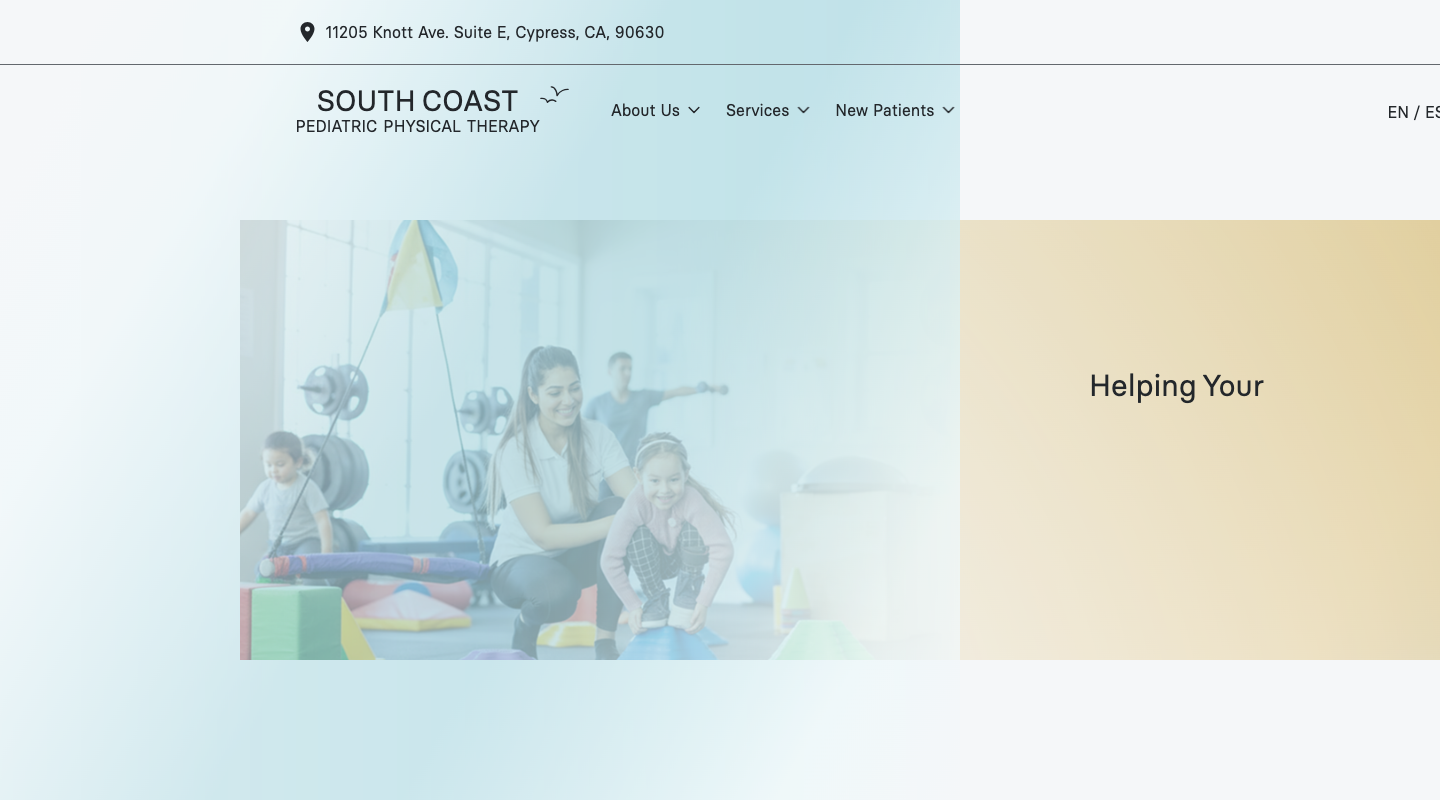 11205 Knott Ave. Suite E, Cypress, CA, 90630
SOUTH COAST
PEDIATRIC PHYSICAL THERAPY
About Us
Services
New Patients
EN / ES
Helping Your